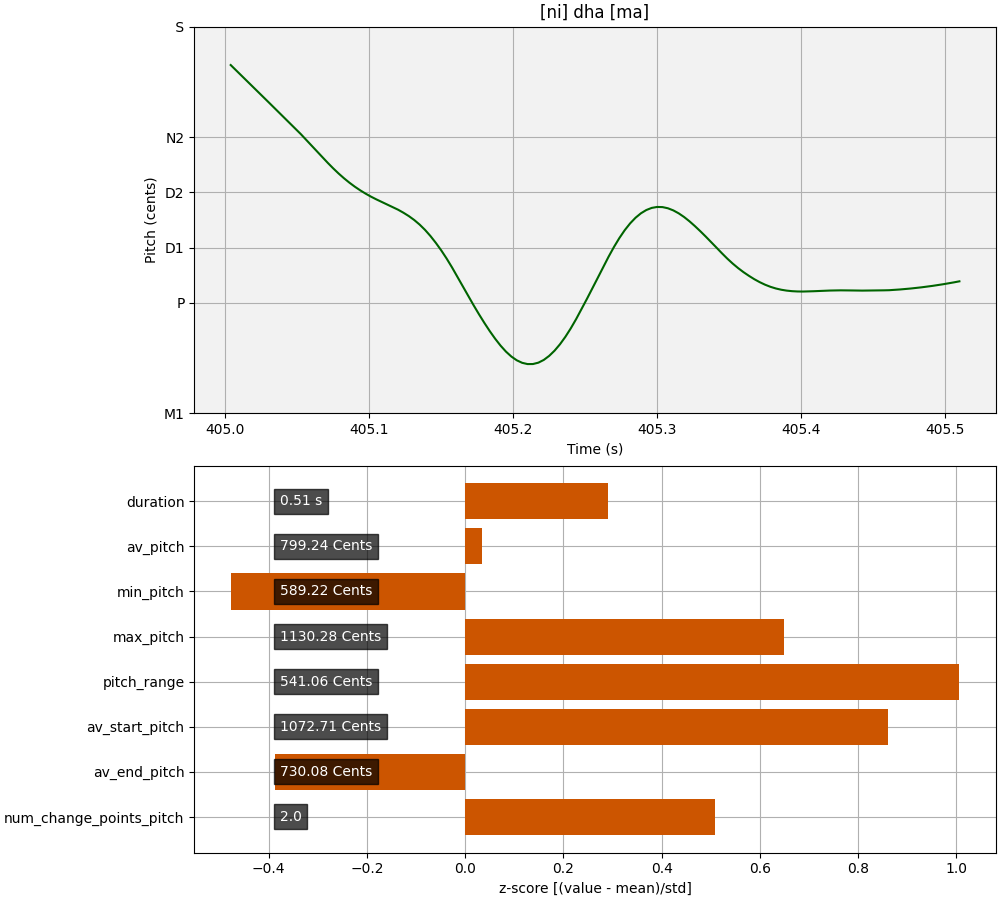 [ni] dha [ma]
S
N2
D2
D1
P
M1
Pitch (cents)
405.0 405.1 405.2 405.3 405.4 405.5
Time (s)
duration 0.51 s
av_pitch 799.24 Cents
min_pitch 589.22 Cents
max_pitch 1130.28 Cents
pitch_range 541.06 Cents
av_start_pitch 1072.71 Cents
av_end_pitch 730.08 Cents
num_change_points_pitch 2.0
−0.4 −0.2 0.0 0.2 0.4 0.6 0.8 1.0
z-score [(value - mean)/std]